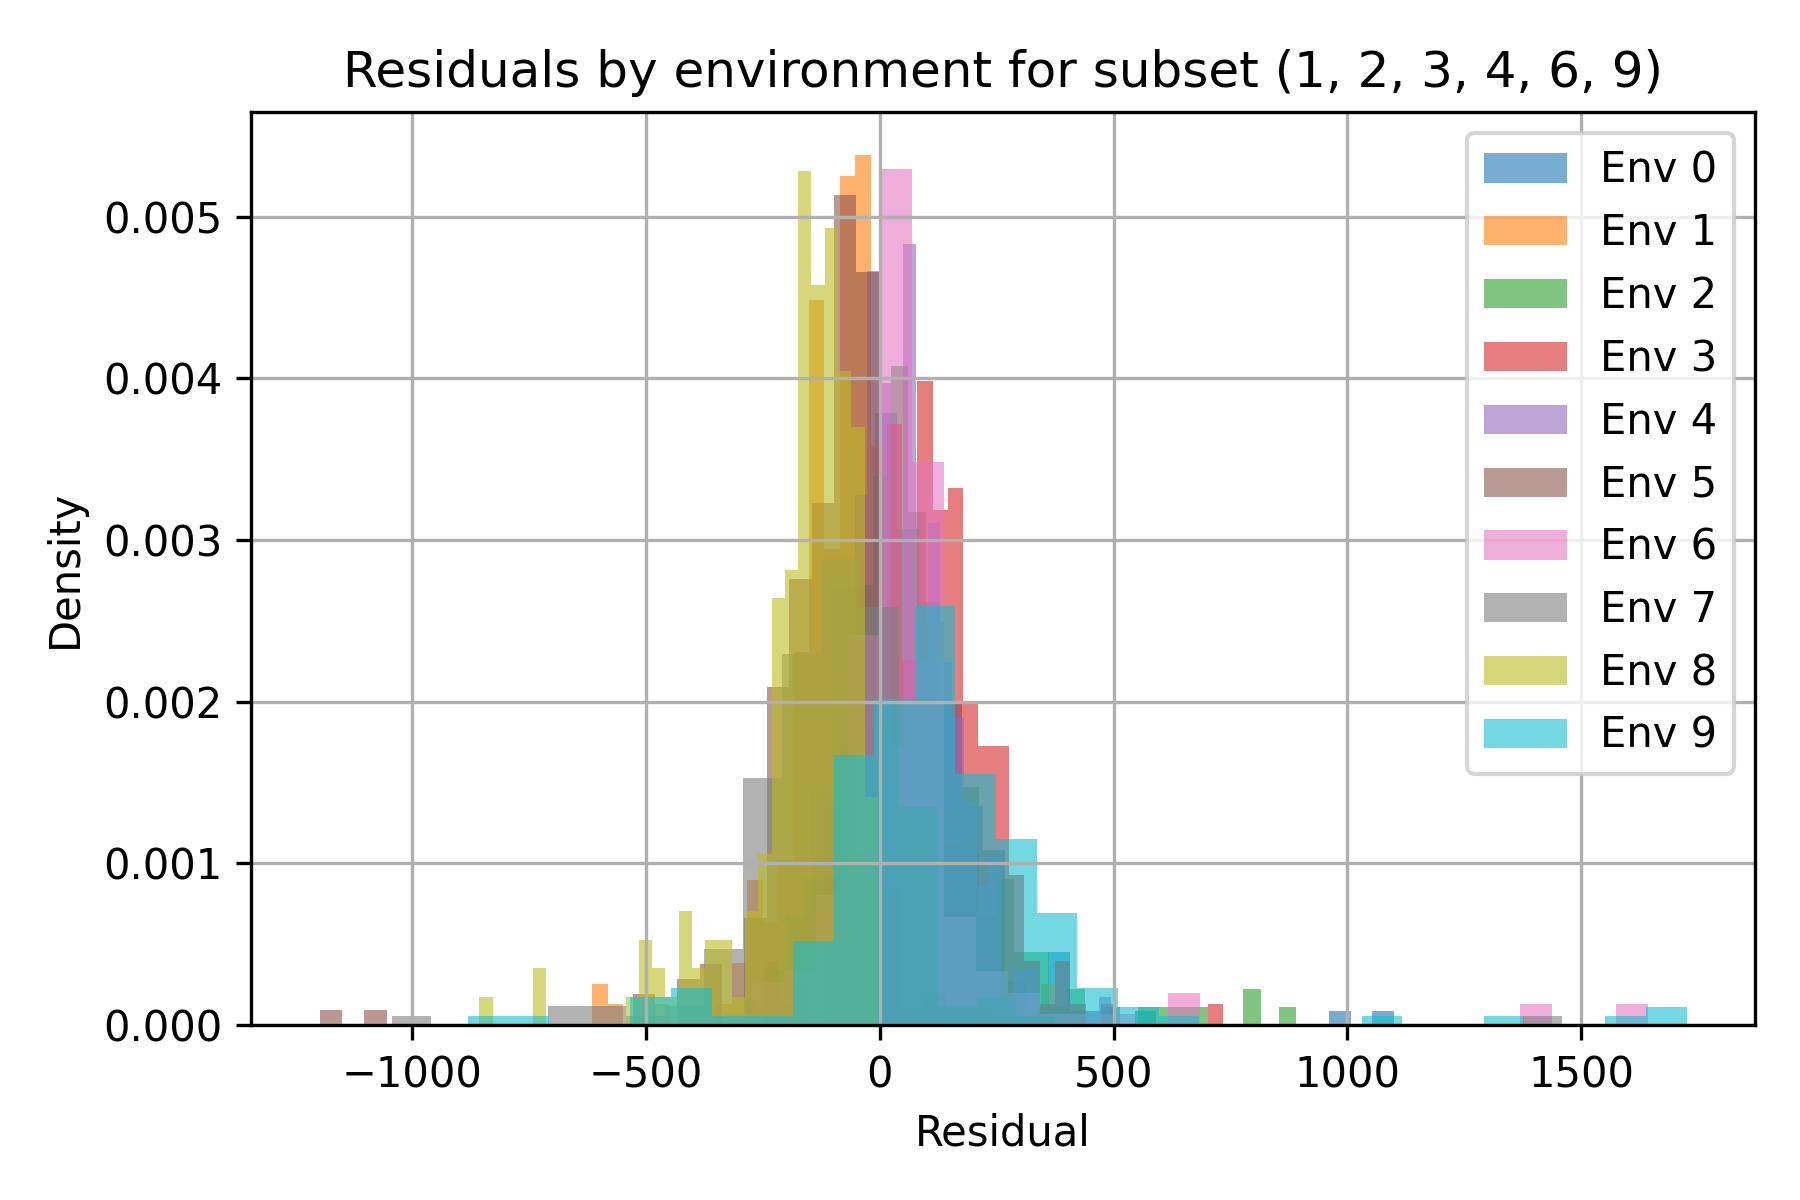 Residuals by environment for subset (1, 2, 3, 4, 6, 9)
Density
0.005
0.004
0.003
0.002
0.001
0.000
−1000
−500
0
500
1000
1500
Residual
Env 0
Env 1
Env 2
Env 3
Env 4
Env 5
Env 6
Env 7
Env 8
Env 9